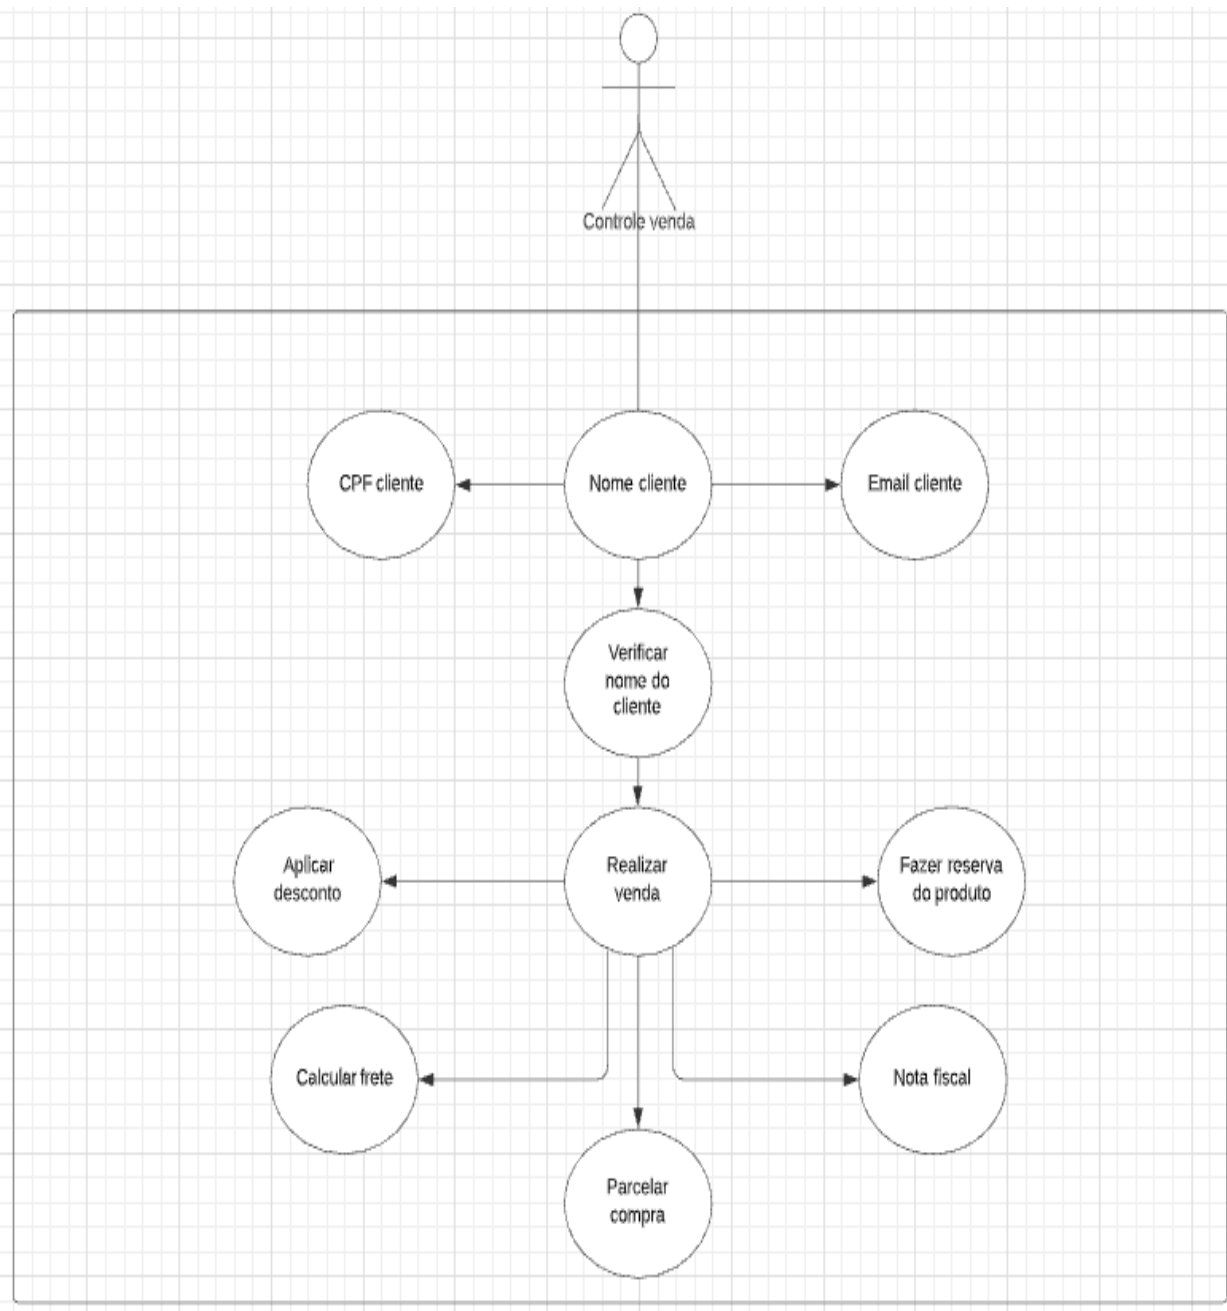 Controle venda
CPF cliente
Nome cliente
Email cliente
Verificar
nome do
cliente
Aplicar
desconto
Realizar
venda
Fazer reserva
do produto
Calcular frete
Nota fiscal
Parcelar
compra